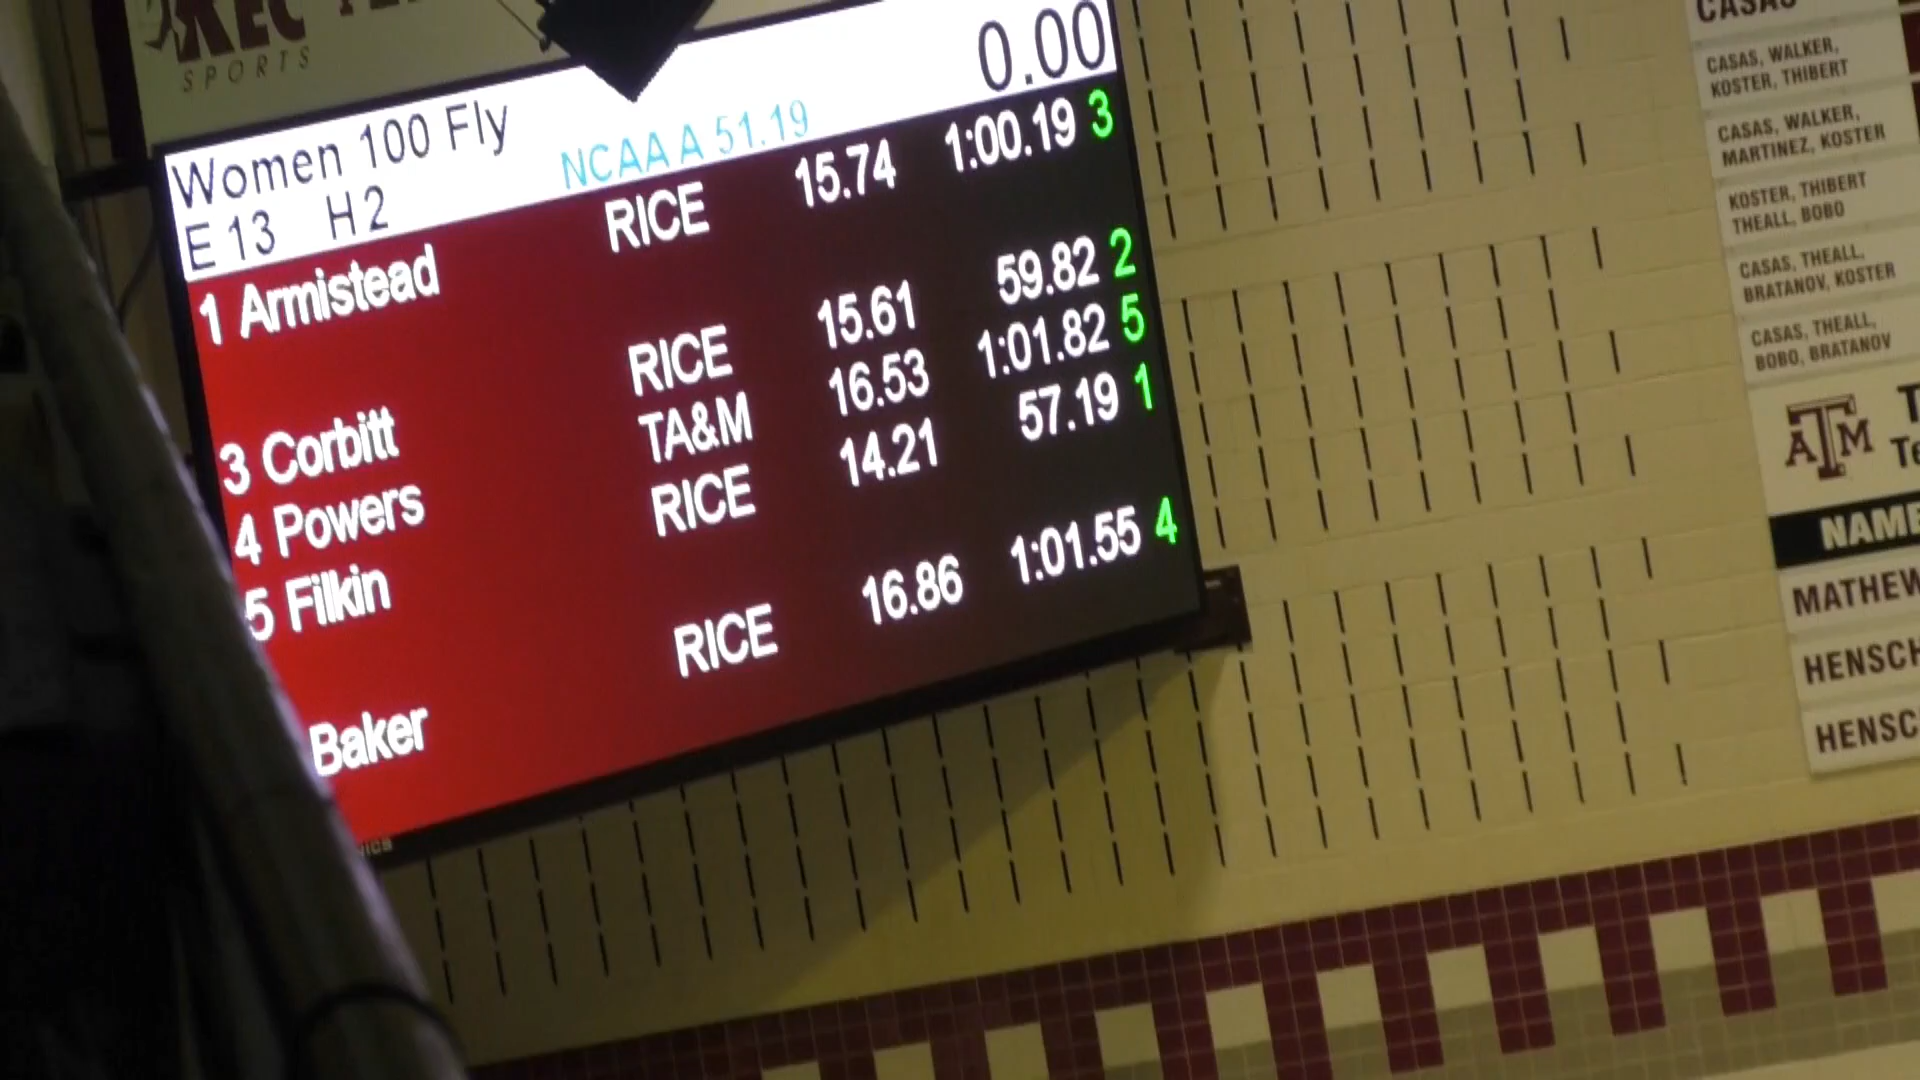 REC
SPORTS
Women 100 Fly
0.00
E 13 H 2
NCAA A 51.19
1 Armistead RICE 15.74 1:00.19 3
3 Corbitt RICE 15.61 59.82 2
4 Powers TA&M 16.53 1:01.82 5
5 Filkin RICE 14.21 57.19 1
Baker RICE 16.86 1:01.55 4
CASAS
CASAS, WALKER,
KOSTER, THIBERT
CASAS, WALKER,
MARTINEZ, KOSTER
KOSTER, THIBERT
THEALL, BOBO
CASAS, THEALL,
BRATANOV, KOSTER
CASAS, THEALL,
BOBO, BRATANOV
ATM
NAME
MATHEW
HENSCH
HENSC